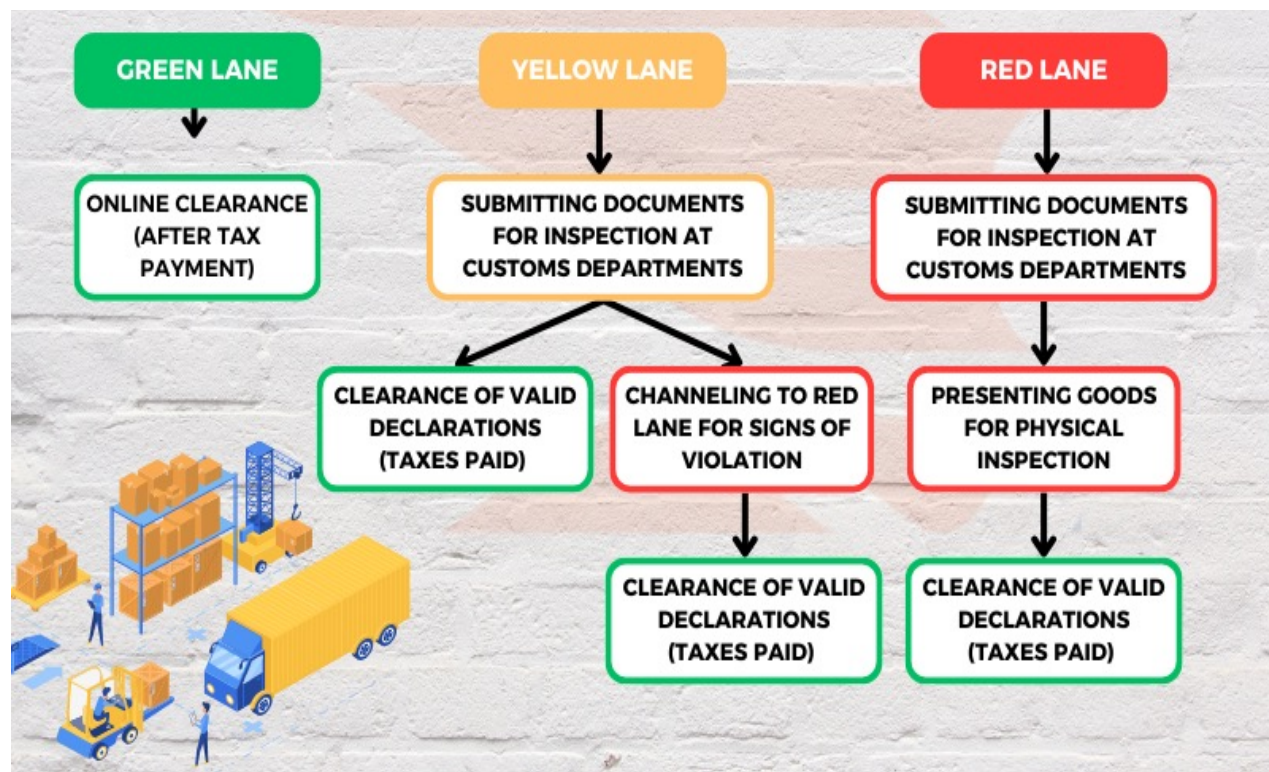 GREEN LANE
YELLOW LANE
RED LANE
ONLINE CLEARANCE
(AFTER TAX
PAYMENT)
SUBMITTING DOCUMENTS
FOR INSPECTION AT
CUSTOMS DEPARTMENTS
SUBMITTING DOCUMENTS
FOR INSPECTION AT
CUSTOMS DEPARTMENTS
CLEARANCE OF VALID
DECLARATIONS
(TAXES PAID)
CHANNELING TO RED
LANE FOR SIGNS OF
VIOLATION
PRESENTING GOODS
FOR PHYSICAL
INSPECTION
CLEARANCE OF VALID
DECLARATIONS
(TAXES PAID)
CLEARANCE OF VALID
DECLARATIONS
(TAXES PAID)